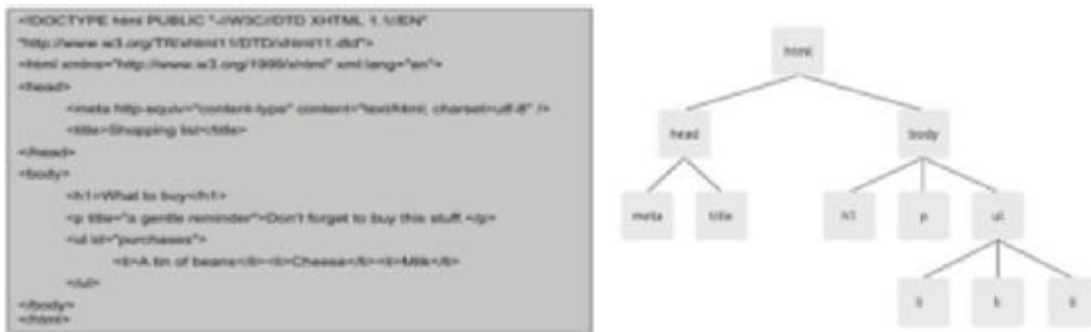 <!DOCTYPE html PUBLIC "-//W3C//DTD XHTML 1.1//EN"
"http://www.w3.org/TR/xhtml11/DTD/xhtml11.dtd">
<html xmlns="http://www.w3.org/1999/xhtml" xml:lang="en">
<head>
<meta http-equiv="content-type" content="text/html; charset=utf-8" />
<title>Shopping list</title>
</head>
<body>
<h1>What to buy</h1>
<p title="a gentle reminder">Don't forget to buy this stuff.</p>
<ul id="purchases">
<li>A tin of beans</li><li>Cheese</li><li>Milk</li>
</ul>
</body>
</html>
html
head body
meta title h1 p ul